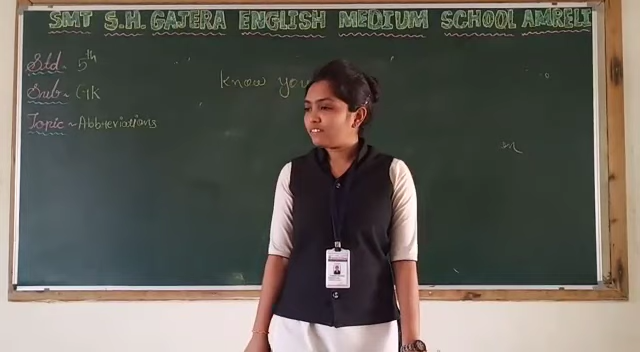 SMT S.H. GAJERA ENGLISH MEDIUM SCHOOL AMRELI
Std. 5th
Sub ~ GK
Know you
Topic ~ Abbreviations